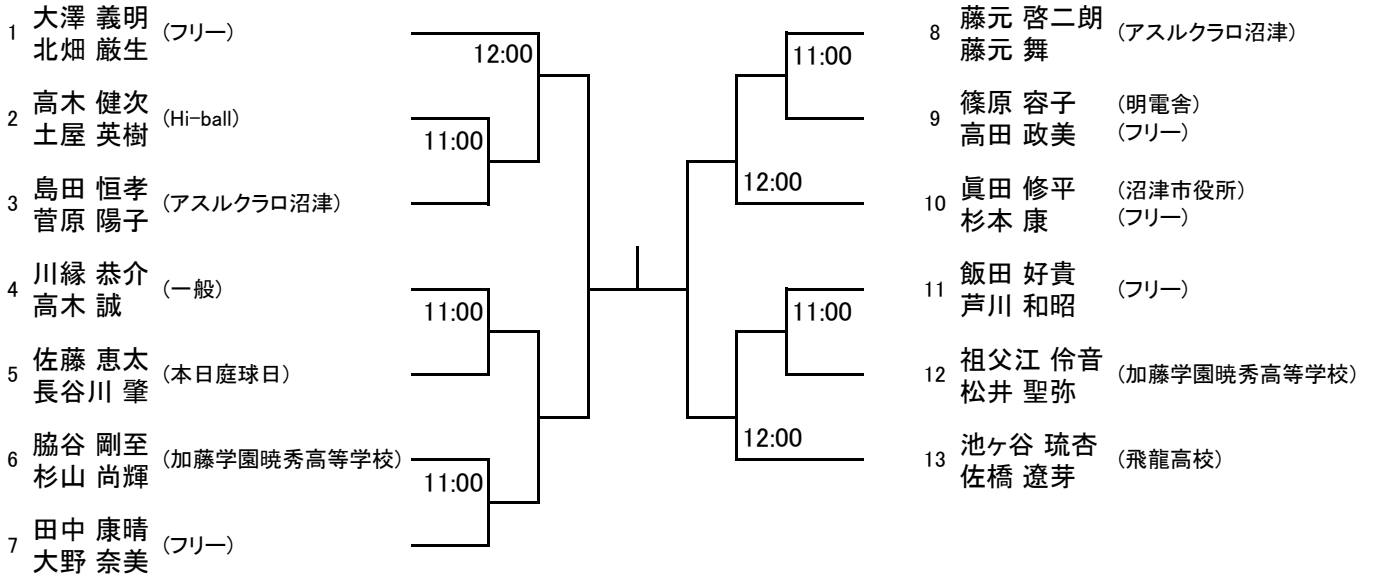 1 大澤 義明 (フリー)
北畑 厳生
12:00
2 高木 健次 (Hi-ball)
土屋 英樹
11:00
3 島田 恒孝 (アスルクラロ沼津)
菅原 陽子
4 川縁 恭介 (一般)
高木 誠
11:00
5 佐藤 恵太 (本日庭球日)
長谷川 肇
6 脇谷 剛至 (加藤学園暁秀高等学校)
杉山 尚輝
11:00
7 田中 康晴 (フリー)
大野 奈美
8 藤元 啓二朗 (アスルクラロ沼津)
藤元 舞
11:00
9 篠原 容子 (明電舎)
高田 政美 (フリー)
12:00
10 眞田 修平 (沼津市役所)
杉本 康 (フリー)
11 飯田 好貴 (フリー)
芦川 和昭
11:00
12 祖父江 伶音 (加藤学園暁秀高等学校)
松井 聖弥
12:00
13 池ヶ谷 琉杏 (飛龍高校)
佐橋 遼芽